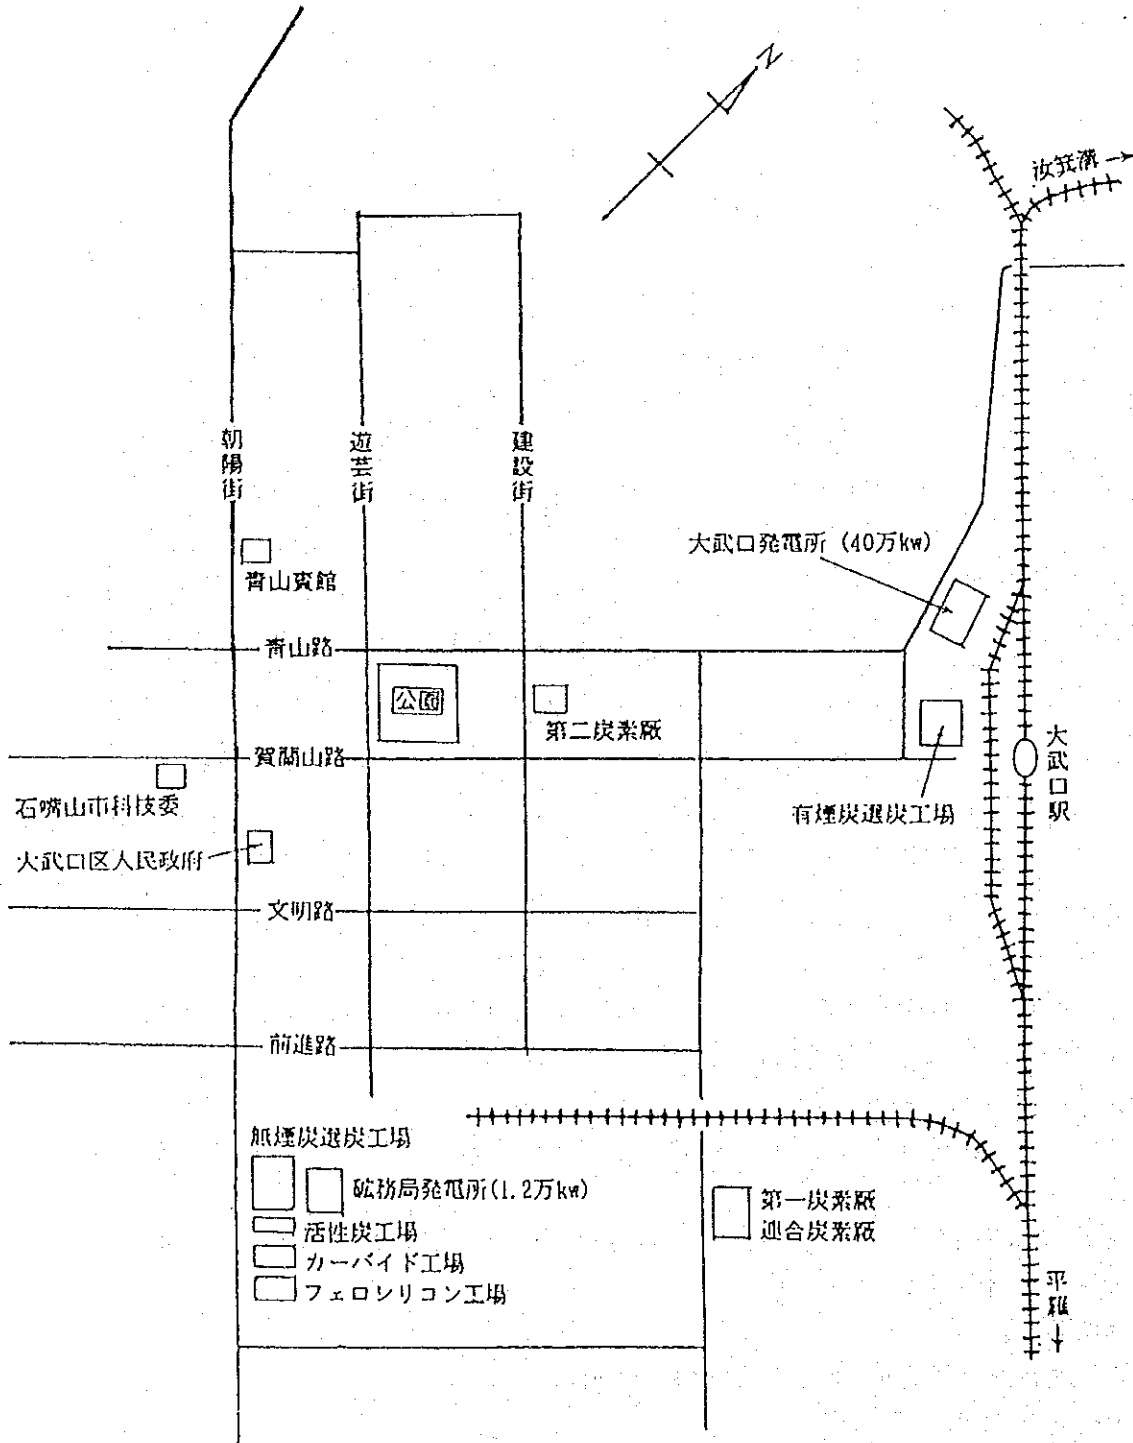 N
汝箕溝 →
朝陽街
遊芸街
建設街
大武口発電所 (40万kw)
青山賓館
青山路
公園
第二炭素厰
賀蘭山路
大武口駅
石嘴山市科技委
有煙炭選炭工場
大武口区人民政府
文明路
前進路
無煙炭選炭工場
砿務局発電所(1.2万kw)
活性炭工場
カーバイド工場
フェロシリコン工場
第一炭素厰
連合炭素厰
平羅